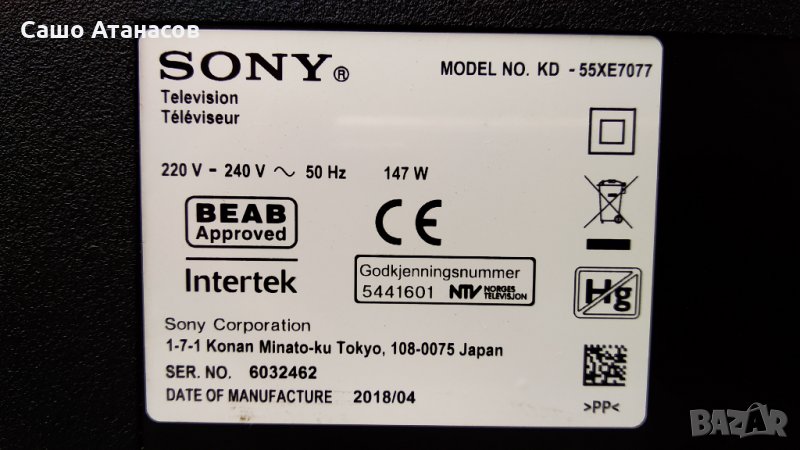 Сашо Атанасов
SONY®
MODEL NO. KD - 55XE7077
Television
Téléviseur
220 V - 240 V ~ 50 Hz 147 W
BEAB
Approved
CE
Intertek
Godkjenningsnummer
5441601 NTV NORGES TELEVISJON
Hg
Sony Corporation
1-7-1 Konan Minato-ku Tokyo, 108-0075 Japan
SER. NO. 6032462
DATE OF MANUFACTURE 2018/04
>PP<
BAZAR